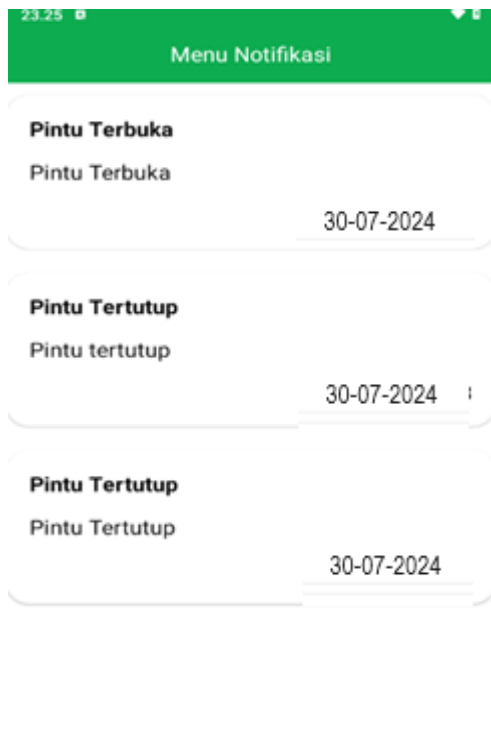 23.25
Menu Notifikasi
Pintu Terbuka
Pintu Terbuka
30-07-2024
Pintu Tertutup
Pintu tertutup
30-07-2024
Pintu Tertutup
Pintu Tertutup
30-07-2024